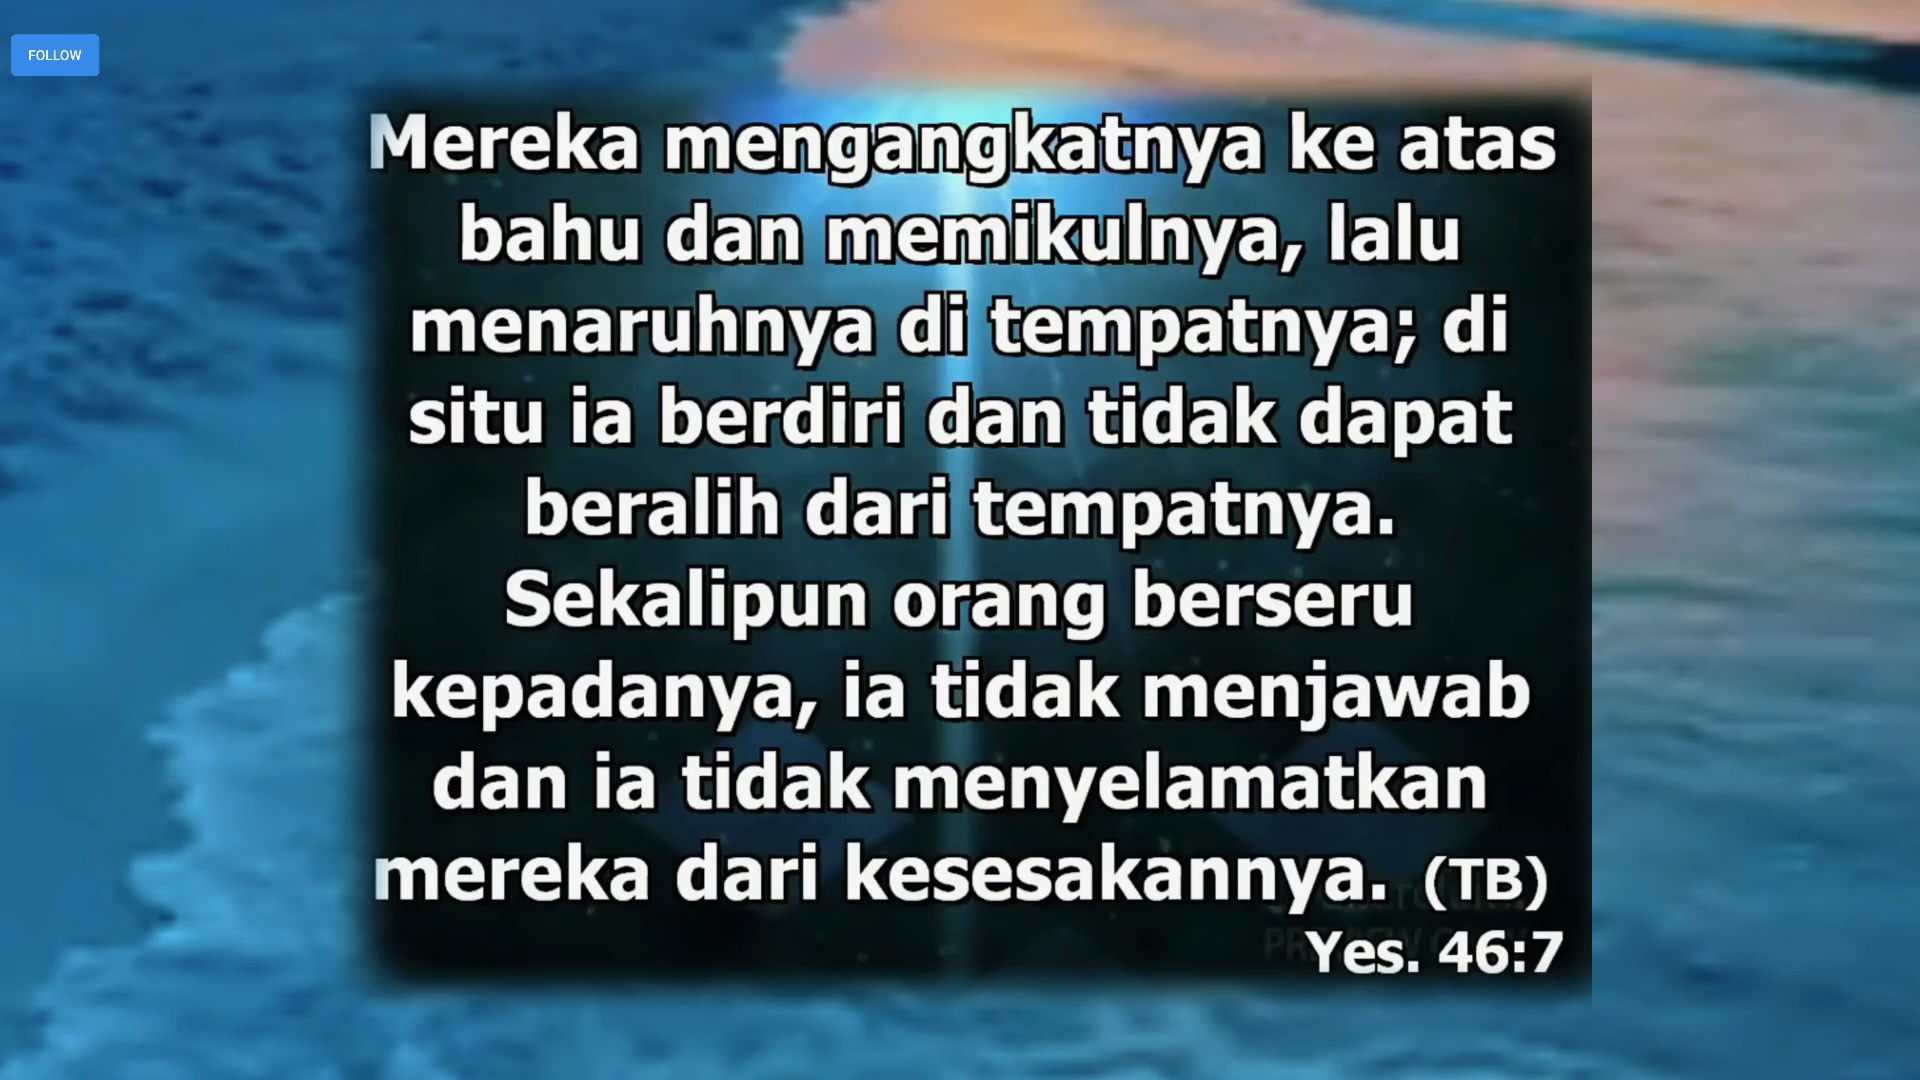 FOLLOW
Mereka mengangkatnya ke atas
bahu dan memikulnya, lalu
menaruhnya di tempatnya; di
situ ia berdiri dan tidak dapat
beralih dari tempatnya.
Sekalipun orang berseru
kepadanya, ia tidak menjawab
dan ia tidak menyelamatkan
mereka dari kesesakannya. (TB)
Yes. 46:7